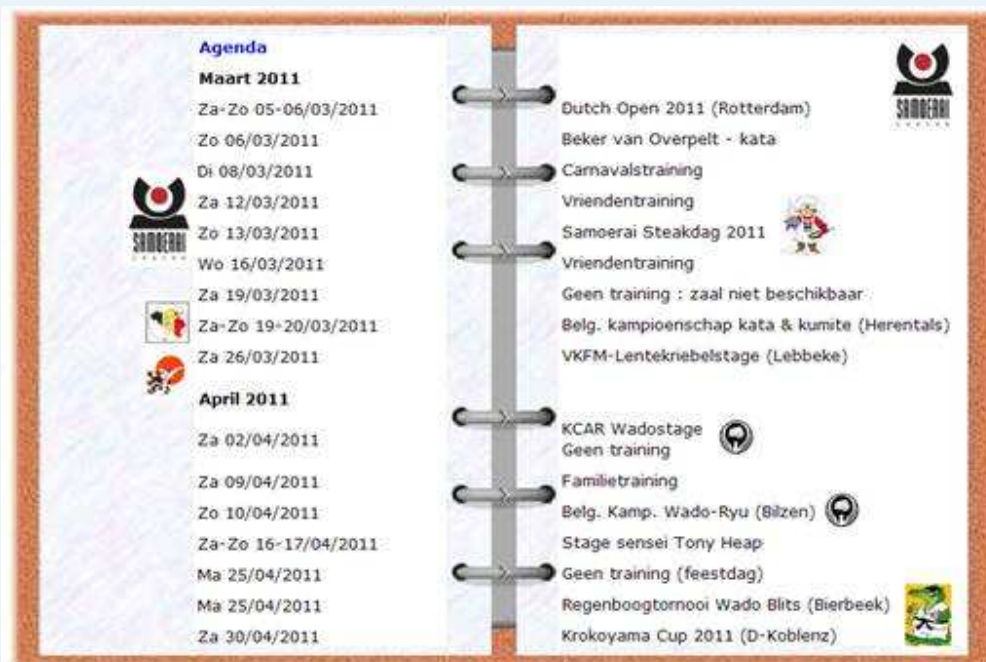 Agenda
Maart 2011
SAMOERAI
Za-Zo 05-06/03/2011 Dutch Open 2011 (Rotterdam)
Zo 06/03/2011 Beker van Overpelt - kata
Di 08/03/2011 Carnavalstraining
Za 12/03/2011 Vriendentraining
SAMOERAI
Zo 13/03/2011 Samoerai Steakdag 2011
Wo 16/03/2011 Vriendentraining
Za 19/03/2011 Geen training : zaal niet beschikbaar
Za-Zo 19-20/03/2011 Belg. kampioenschap kata & kumite (Herentals)
Za 26/03/2011 VKFM-Lentekriebelstage (Lebbeke)
April 2011
Za 02/04/2011 KCAR Wadostage
Geen training
Za 09/04/2011 Familietraining
Zo 10/04/2011 Belg. Kamp. Wado-Ryu (Bilzen)
Za-Zo 16-17/04/2011 Stage sensei Tony Heap
Ma 25/04/2011 Geen training (feestdag)
Ma 25/04/2011 Regenboogtornooi Wado Blits (Bierbeek)
Za 30/04/2011 Krokoyama Cup 2011 (D-Koblenz)